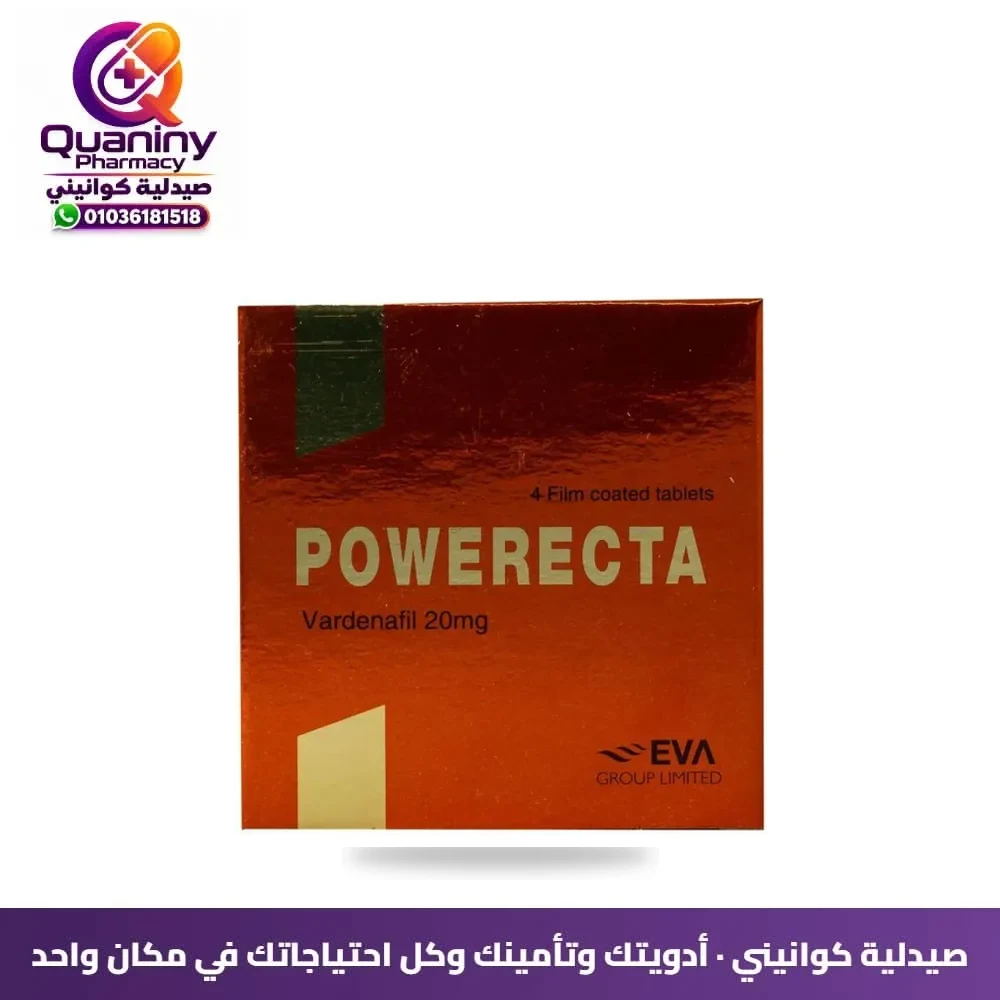 Quaniny
Pharmacy
صيدلية كوانيني
01036181518
4 Film coated tablets
POWERECTA
Vardenafil 20mg
EVA
GROUP LIMITED
صيدلية كوانيني · أدويتك وتأمينك وكل احتياجاتك في مكان واحد